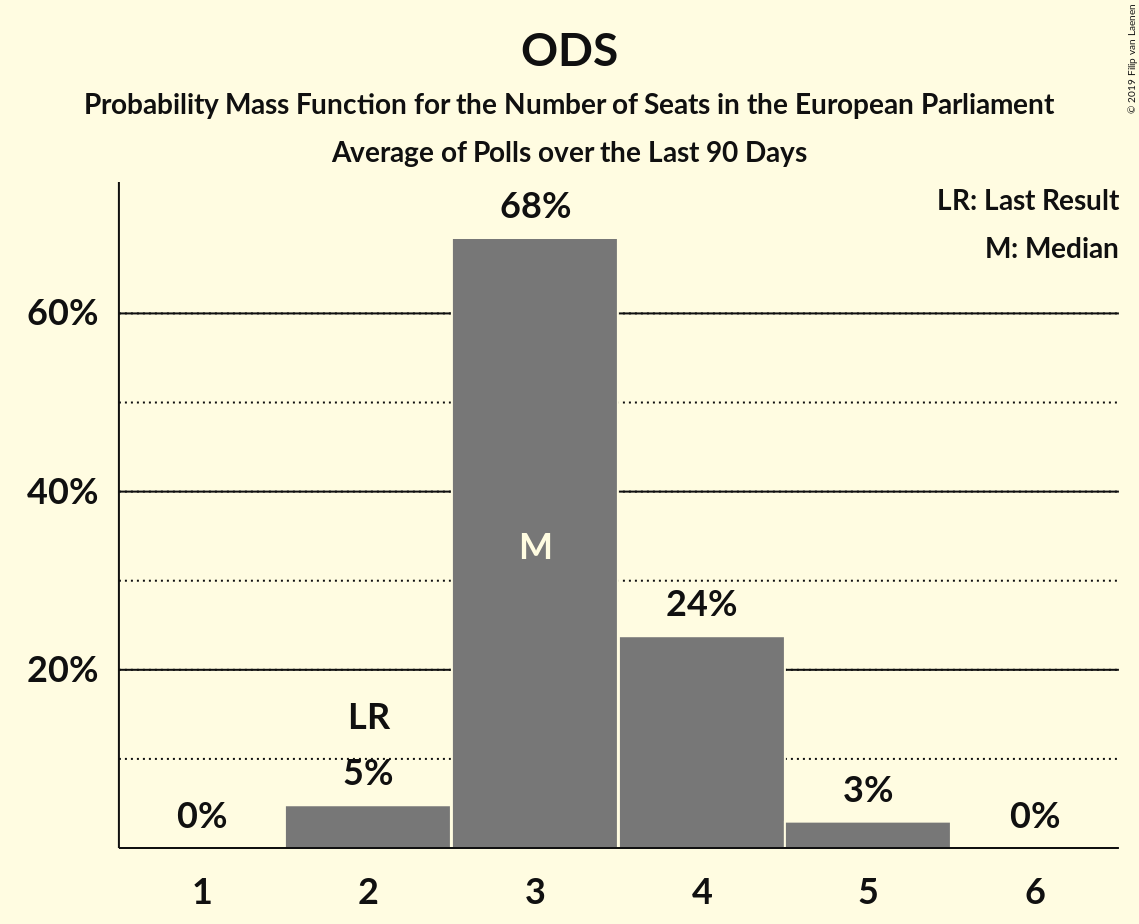 ODS
Probability Mass Function for the Number of Seats in the European Parliament
Average of Polls over the Last 90 Days
© 2019 Filip van Laenen
LR: Last Result
M: Median
68%
60%
40%
M
24%
20%
LR
5%
3%
0%
0%
1 2 3 4 5 6